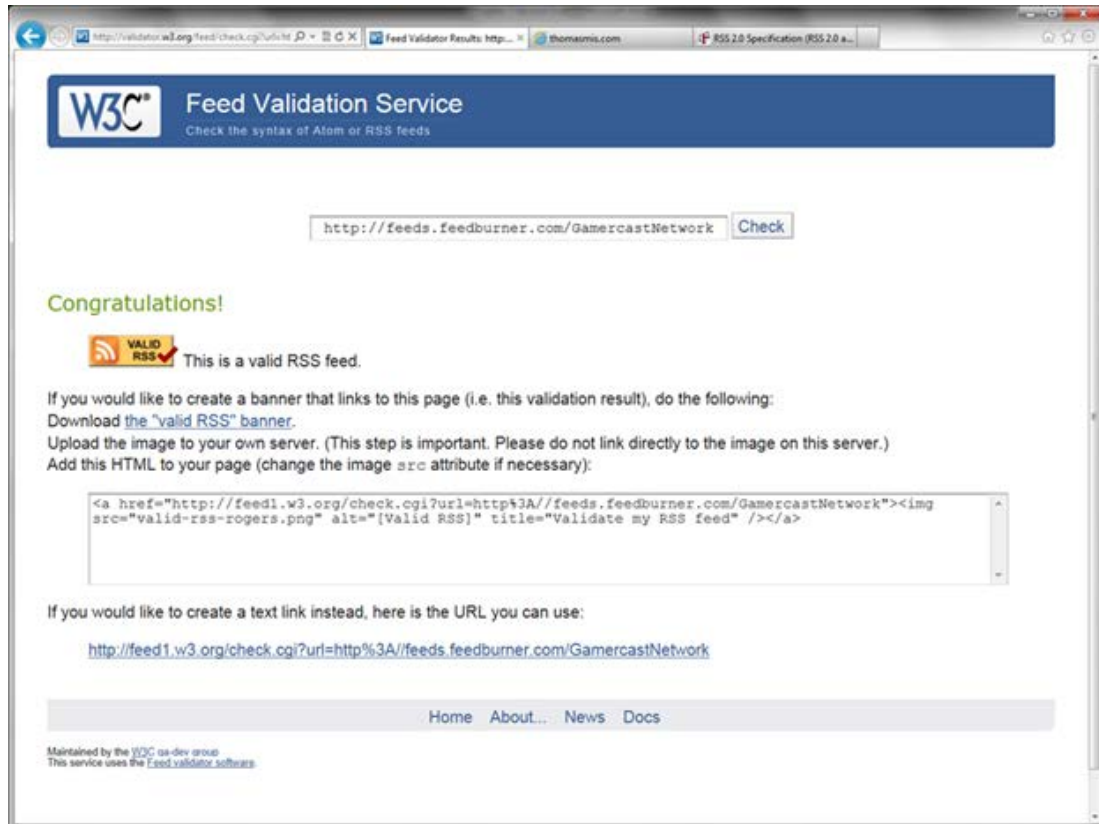 http://validator.w3.org/feed/check.cgi?url=ht
Feed Validator Results: http:...
thomasmis.com
RSS 2.0 Specification (RSS 2.0 a...
W3C®
Feed Validation Service
Check the syntax of Atom or RSS feeds
http://feeds.feedburner.com/GamercastNetwork
Check
Congratulations!
VALID
RSS
This is a valid RSS feed.
If you would like to create a banner that links to this page (i.e. this validation result), do the following:
Download the "valid RSS" banner.
Upload the image to your own server. (This step is important. Please do not link directly to the image on this server.)
Add this HTML to your page (change the image src attribute if necessary):
<a href="http://feed1.w3.org/check.cgi?url=http%3A//feeds.feedburner.com/GamercastNetwork"><img
src="valid-rss-rogers.png" alt="[Valid RSS]" title="Validate my RSS feed" /></a>
If you would like to create a text link instead, here is the URL you can use:
http://feed1.w3.org/check.cgi?url=http%3A//feeds.feedburner.com/GamercastNetwork
Home About... News Docs
Maintained by the W3C qa-dev group
This service uses the Feed validator software.